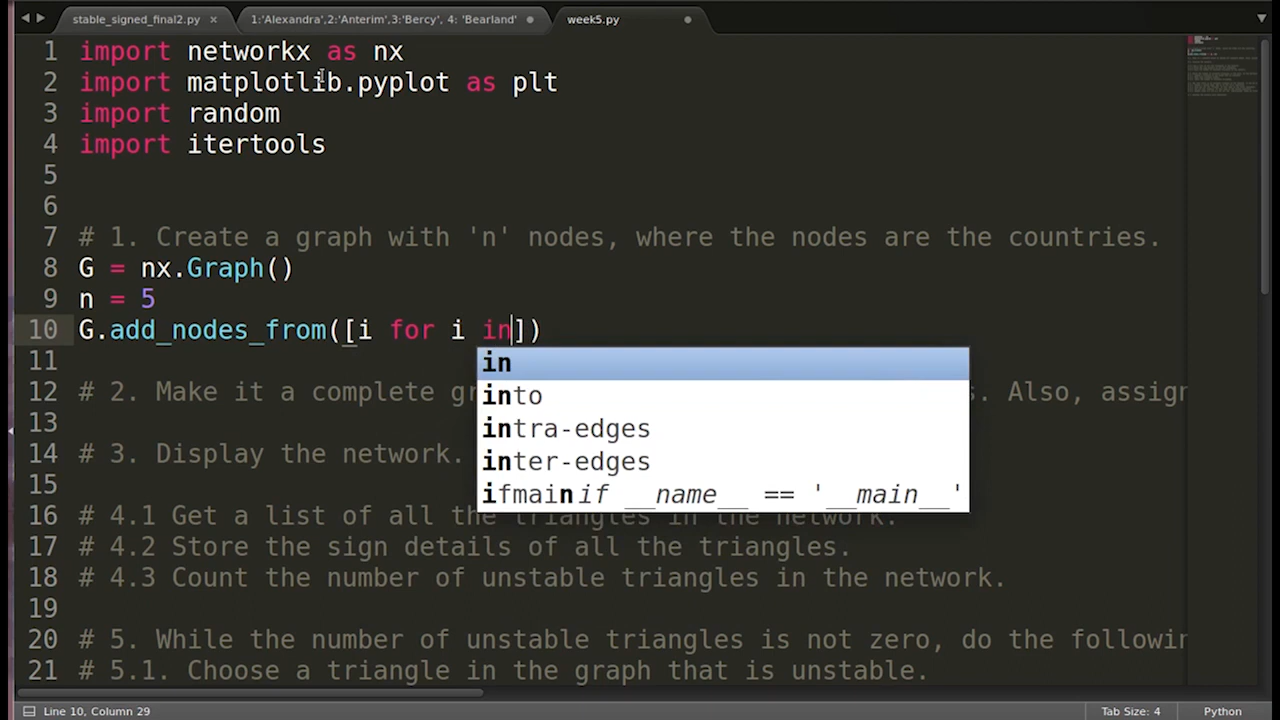 stable_signed_final2.py × 1:'Alexandra',2:'Anterim',3:'Bercy', 4: 'Bearland' week5.py
1 import networkx as nx
2 import matplotlib.pyplot as plt
3 import random
4 import itertools
5
6
7 # 1. Create a graph with 'n' nodes, where the nodes are the countries.
8 G = nx.Graph()
9 n = 5
10 G.add_nodes_from([i for i in])
11
in
12 # 2. Make it a complete gr s. Also, assign
into
13
intra-edges
14 # 3. Display the network.
inter-edges
15
ifmain if __name__ == '__main__'
16 # 4.1 Get a list of all the triangles in the network.
17 # 4.2 Store the sign details of all the triangles.
18 # 4.3 Count the number of unstable triangles in the network.
19
20 # 5. While the number of unstable triangles is not zero, do the followin
21 # 5.1. Choose a triangle in the graph that is unstable.
Line 10, Column 29 Tab Size: 4 Python